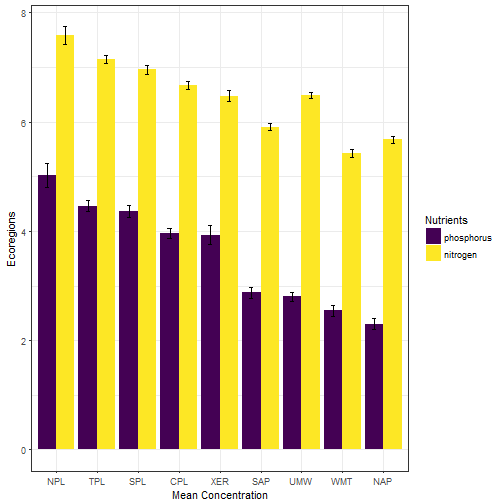 8
6
4
2
0
Ecoregions
NPL TPL SPL CPL XER SAP UMW WMT NAP
Mean Concentration
Nutrients
phosphorus
nitrogen